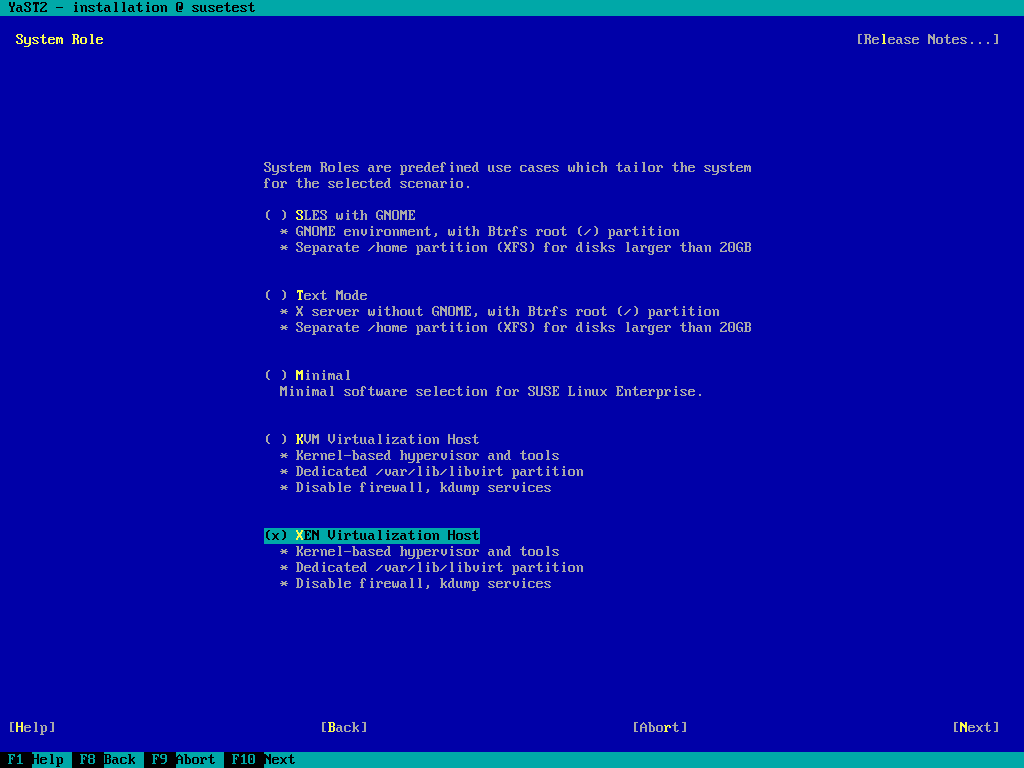 YaST2 - installation @ susetest
System Role [Release Notes...]
System Roles are predefined use cases which tailor the system
for the selected scenario.
( ) SLES with GNOME
* GNOME environment, with Btrfs root (/) partition
* Separate /home partition (XFS) for disks larger than 20GB
( ) Text Mode
* X server without GNOME, with Btrfs root (/) partition
* Separate /home partition (XFS) for disks larger than 20GB
( ) Minimal
Minimal software selection for SUSE Linux Enterprise.
( ) KVM Virtualization Host
* Kernel-based hypervisor and tools
* Dedicated /var/lib/libvirt partition
* Disable firewall, kdump services
(x) XEN Virtualization Host
* Kernel-based hypervisor and tools
* Dedicated /var/lib/libvirt partition
* Disable firewall, kdump services
[Help] [Back] [Abort] [Next]
F1 Help F8 Back F9 Abort F10 Next